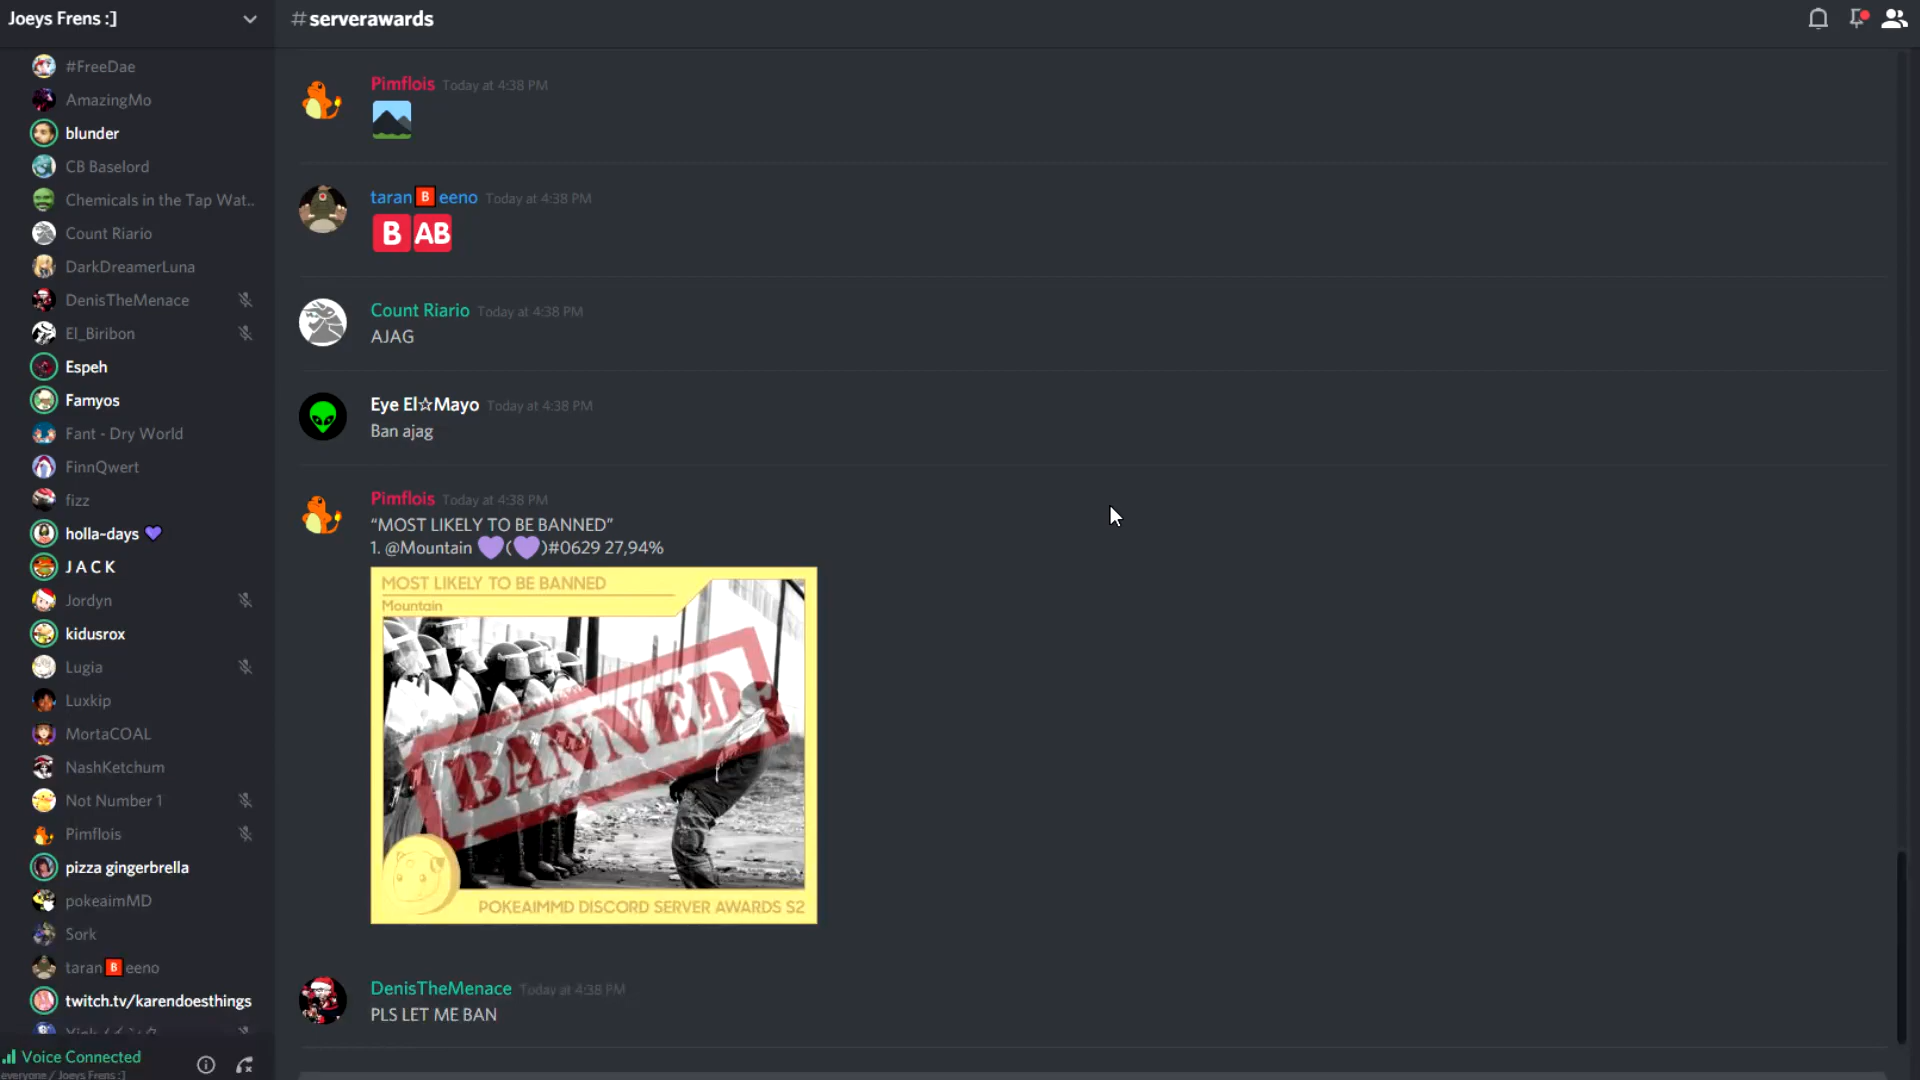 Joeys Frens :]
#serverawards
#FreeDae
AmazingMo
blunder
CB Baselord
Chemicals in the Tap Wat..
Count Riario
DarkDreamerLuna
DenisTheMenace
El_Biribon
Espeh
Famyos
Fant - Dry World
FinnQwert
fizz
holla-days 💜
J A C K
Jordyn
kidusrox
Lugia
Luxkip
MortaCOAL
NashKetchum
Not Number 1
Pimflois
pizza gingerbrella
pokeaimMD
Sork
taran🅱eeno
twitch.tv/karendoesthings
Voice Connected
everyone / Joeys Frens :]
Pimflois Today at 4:38 PM
taran🅱eeno Today at 4:38 PM
B AB
Count Riario Today at 4:38 PM
AJAG
Eye El☆Mayo Today at 4:38 PM
Ban ajag
Pimflois Today at 4:38 PM
“MOST LIKELY TO BE BANNED”
1. @Mountain 💜(💜)#0629 27,94%
MOST LIKELY TO BE BANNED
Mountain
BANNED
POKEAIMMD DISCORD SERVER AWARDS S2
DenisTheMenace Today at 4:38 PM
PLS LET ME BAN